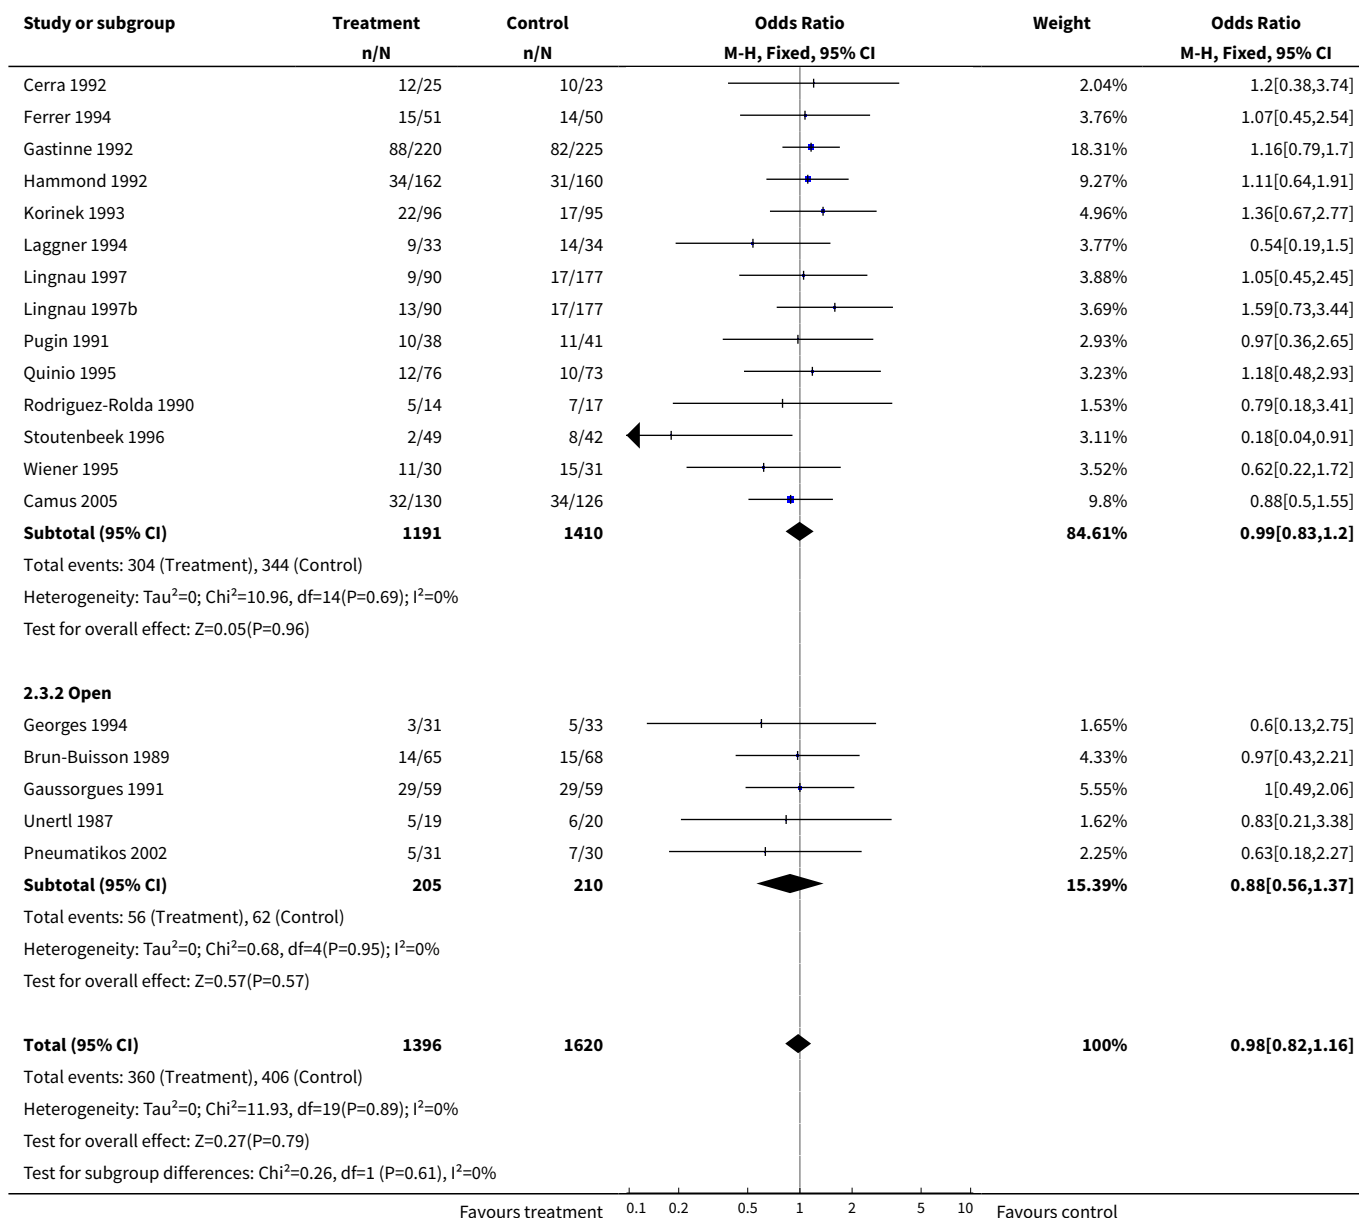 Study or subgroup Treatment Control Odds Ratio Weight Odds Ratio
n/N n/N M-H, Fixed, 95% CI M-H, Fixed, 95% CI
Cerra 1992 12/25 10/23 2.04% 1.2[0.38,3.74]
Ferrer 1994 15/51 14/50 3.76% 1.07[0.45,2.54]
Gastinne 1992 88/220 82/225 18.31% 1.16[0.79,1.7]
Hammond 1992 34/162 31/160 9.27% 1.11[0.64,1.91]
Korinek 1993 22/96 17/95 4.96% 1.36[0.67,2.77]
Laggner 1994 9/33 14/34 3.77% 0.54[0.19,1.5]
Lingnau 1997 9/90 17/177 3.88% 1.05[0.45,2.45]
Lingnau 1997b 13/90 17/177 3.69% 1.59[0.73,3.44]
Pugin 1991 10/38 11/41 2.93% 0.97[0.36,2.65]
Quinio 1995 12/76 10/73 3.23% 1.18[0.48,2.93]
Rodriguez-Rolda 1990 5/14 7/17 1.53% 0.79[0.18,3.41]
Stoutenbeek 1996 2/49 8/42 3.11% 0.18[0.04,0.91]
Wiener 1995 11/30 15/31 3.52% 0.62[0.22,1.72]
Camus 2005 32/130 34/126 9.8% 0.88[0.5,1.55]
Subtotal (95% CI) 1191 1410 84.61% 0.99[0.83,1.2]
Total events: 304 (Treatment), 344 (Control)
Heterogeneity: Tau²=0; Chi²=10.96, df=14(P=0.69); I²=0%
Test for overall effect: Z=0.05(P=0.96)
2.3.2 Open
Georges 1994 3/31 5/33 1.65% 0.6[0.13,2.75]
Brun-Buisson 1989 14/65 15/68 4.33% 0.97[0.43,2.21]
Gaussorgues 1991 29/59 29/59 5.55% 1[0.49,2.06]
Unertl 1987 5/19 6/20 1.62% 0.83[0.21,3.38]
Pneumatikos 2002 5/31 7/30 2.25% 0.63[0.18,2.27]
Subtotal (95% CI) 205 210 15.39% 0.88[0.56,1.37]
Total events: 56 (Treatment), 62 (Control)
Heterogeneity: Tau²=0; Chi²=0.68, df=4(P=0.95); I²=0%
Test for overall effect: Z=0.57(P=0.57)
Total (95% CI) 1396 1620 100% 0.98[0.82,1.16]
Total events: 360 (Treatment), 406 (Control)
Heterogeneity: Tau²=0; Chi²=11.93, df=19(P=0.89); I²=0%
Test for overall effect: Z=0.27(P=0.79)
Test for subgroup differences: Chi²=0.26, df=1 (P=0.61), I²=0%
Favours treatment 0.1 0.2 0.5 1 2 5 10 Favours control